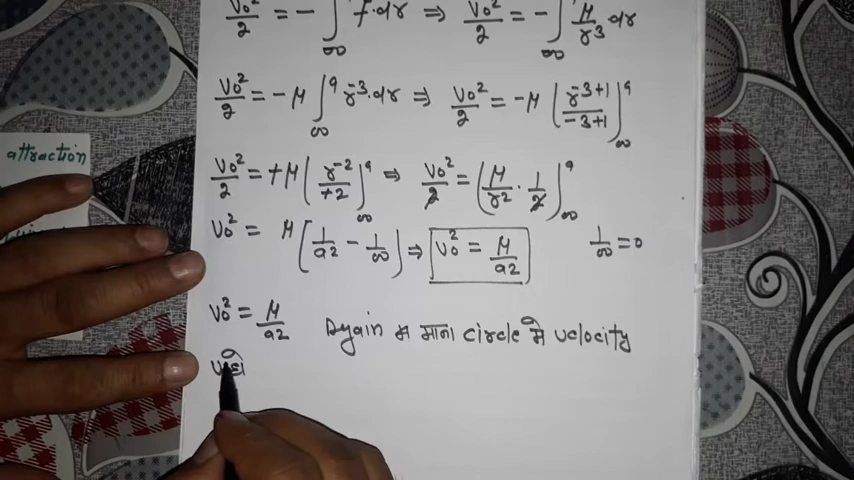 V₀²/2 = -∫∞ f·dr ⇒ V₀²/2 = -∫∞ μ/r³ dr
V₀²/2 = -μ ∫∞^a r⁻³·dr ⇒ V₀²/2 = -μ (r⁻³⁺¹/-3+1)∞^a
attraction
V₀²/2 = +μ (r⁻²/+2)∞^a ⇒ V₀²/2 = (μ/r² · 1/2)∞^a
V₀² = μ [1/a² - 1/∞) ⇒ V₀² = μ/a² 1/∞ = 0
V₀² = μ/a² Again म माना circle में velocity